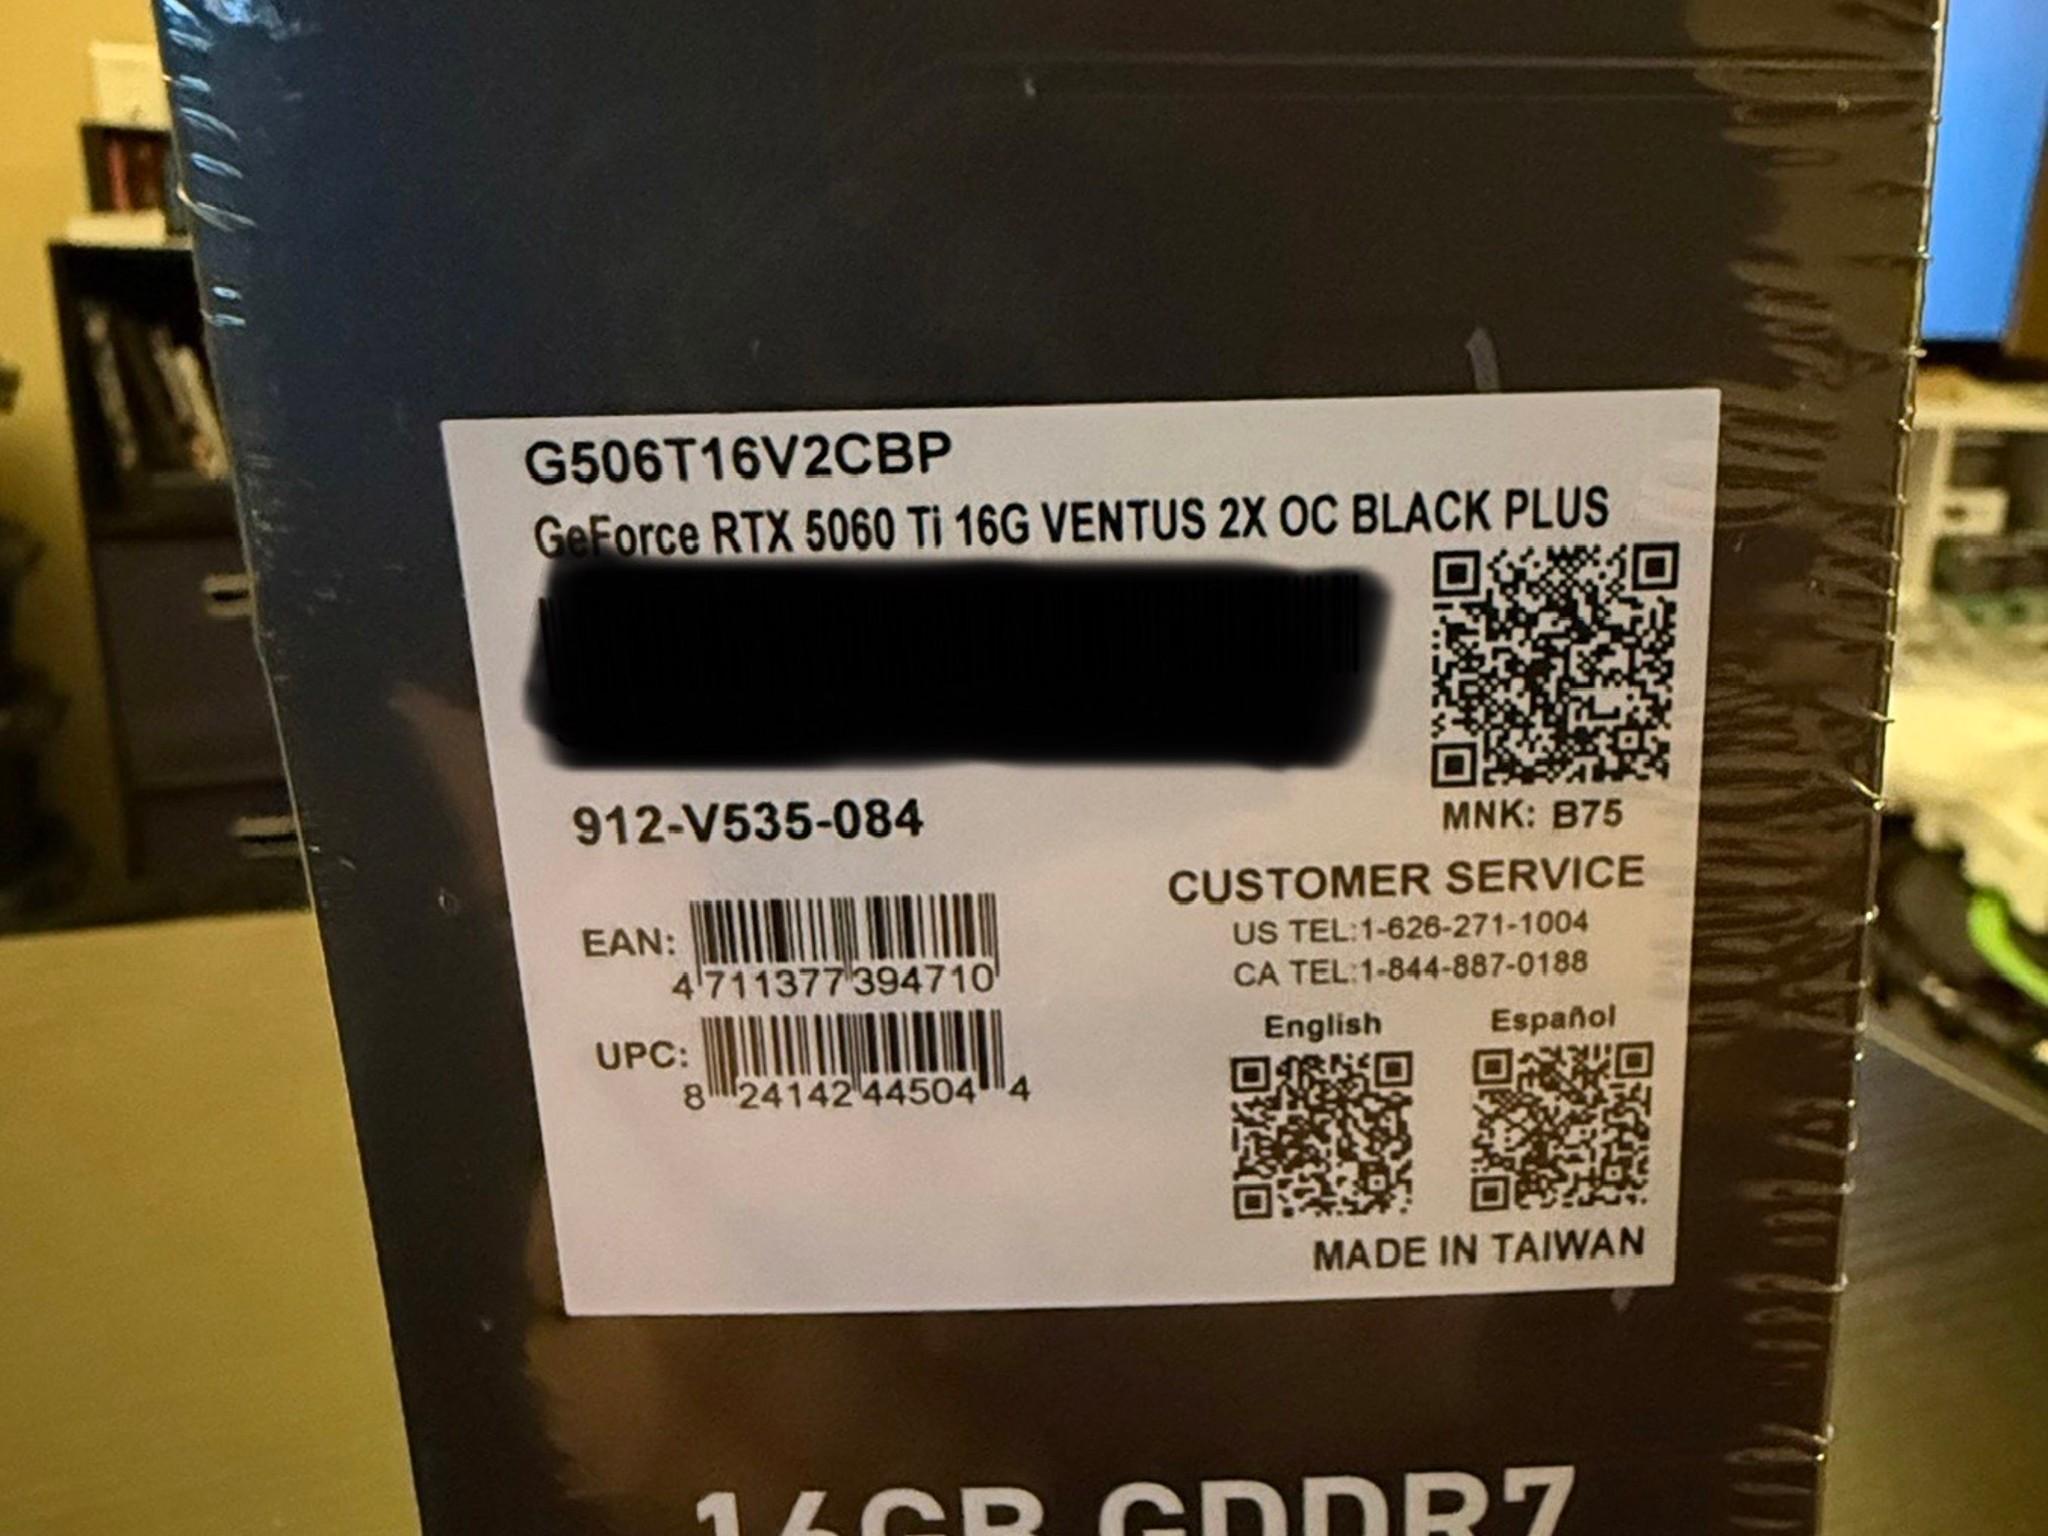 G506T16V2CBP
GeForce RTX 5060 Ti 16G VENTUS 2X OC BLACK PLUS
912-V535-084
MNK: B75
CUSTOMER SERVICE
US TEL:1-626-271-1004
CA TEL:1-844-887-0188
EAN:
4 711377 394710
UPC:
8 24142 44504 4
English
Español
MADE IN TAIWAN
16GB GDDR7